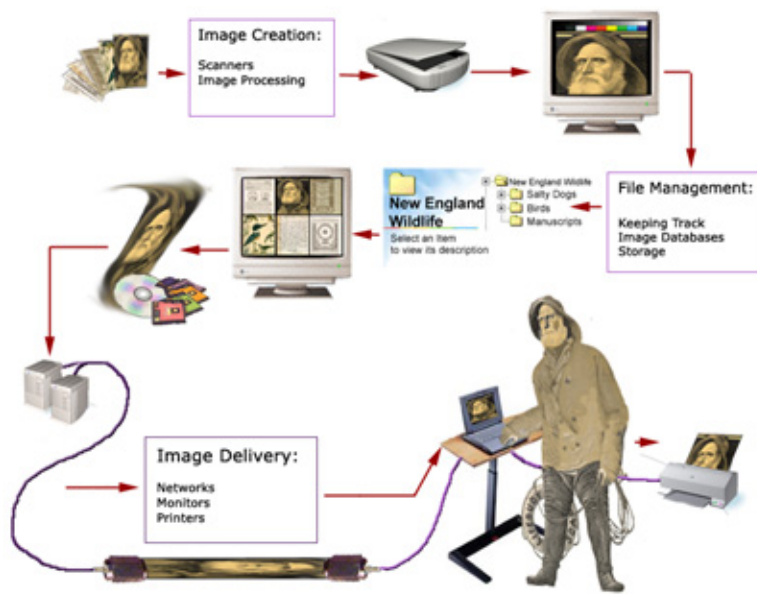 Image Creation:
Scanners
Image Processing
File Management:
Keeping Track
Image Databases
Storage
New England Wildlife
Salty Dogs
Birds
Manuscripts
New England
Wildlife
Select an item
to view its description
Image Delivery:
Networks
Monitors
Printers